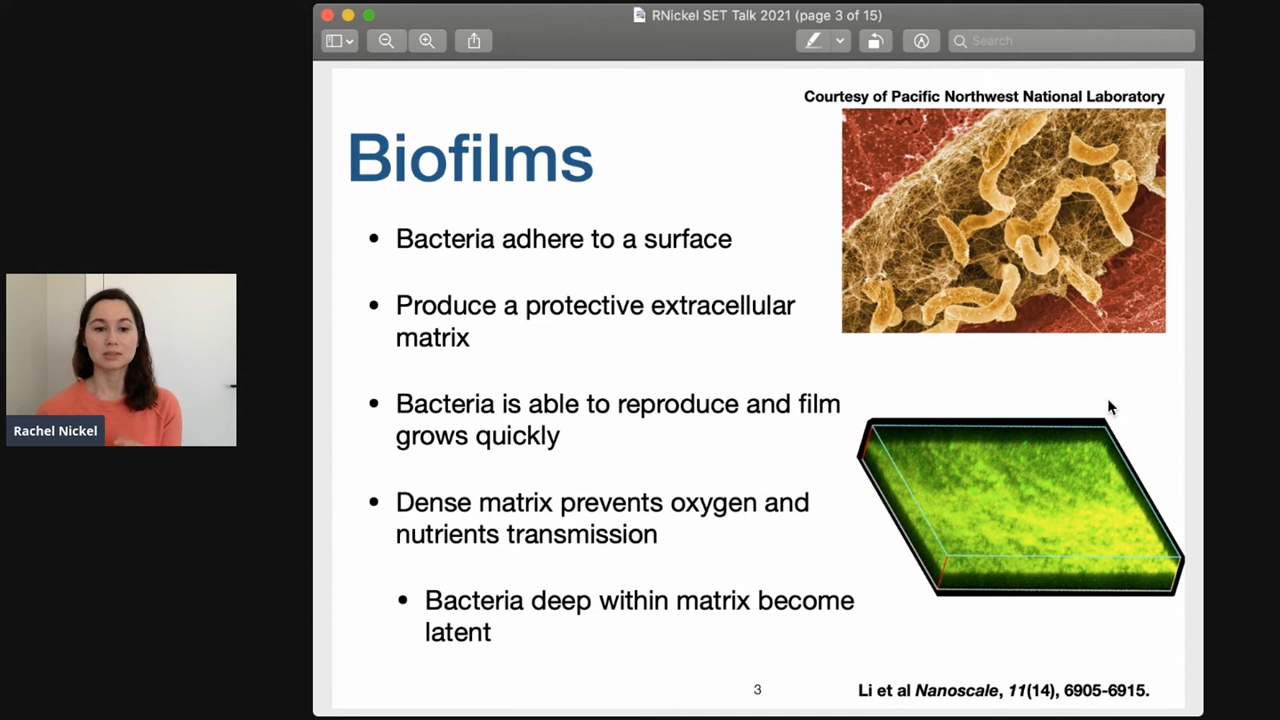 RNickel SET Talk 2021 (page 3 of 15)
Search
Courtesy of Pacific Northwest National Laboratory
Biofilms
• Bacteria adhere to a surface
• Produce a protective extracellular
matrix
• Bacteria is able to reproduce and film
grows quickly
• Dense matrix prevents oxygen and
nutrients transmission
• Bacteria deep within matrix become
latent
Rachel Nickel
3
Li et al Nanoscale, 11(14), 6905-6915.